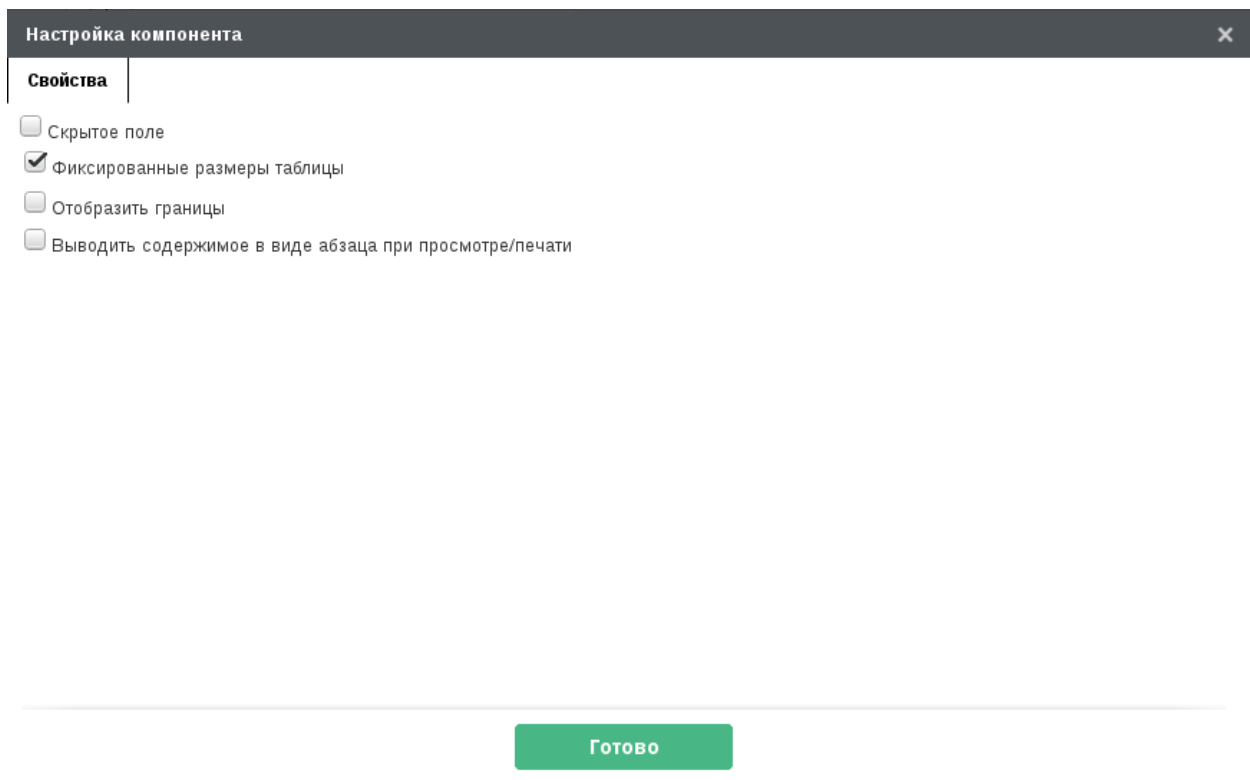 Настройка компонента
Свойства
Скрытое поле
Фиксированные размеры таблицы
Отобразить границы
Выводить содержимое в виде абзаца при просмотре/печати
Готово